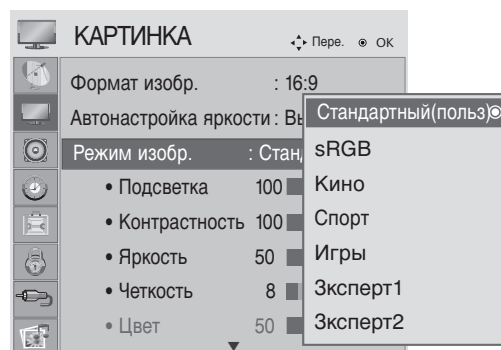 КАРТИНКА
Пере. ОК
Формат изобр. : 16:9
Автонастройка яркости : Вы
Режим изобр. : Стан
• Подсветка 100
• Контрастность 100
• Яркость 50
• Четкость 8
• Цвет 50
Стандартный(польз)
sRGB
Кино
Спорт
Игры
Зксперт1
Зксперт2